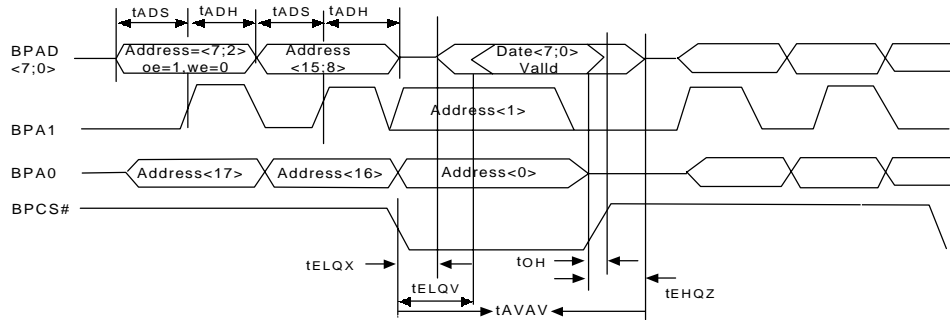 tADS tADH tADS tADH
BPAD
<7;0>
Address=<7;2>
oe=1,we=0
Address
<15;8>
Date<7;0>
Valld
BPA1
Address<1>
BPA0
Address<17>
Address<16>
Address<0>
BPCS#
tELQX
tOH
tELQV
tEHQZ
tAVAV